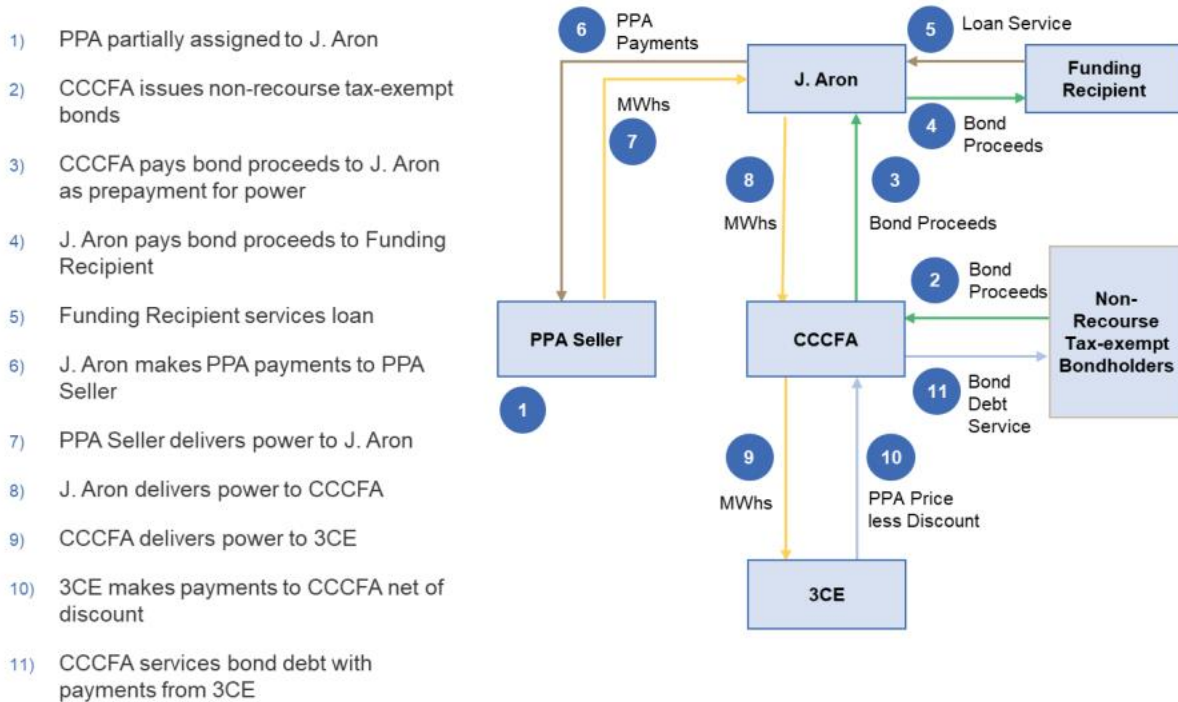 1) PPA partially assigned to J. Aron
2) CCCFA issues non-recourse tax-exempt
bonds
3) CCCFA pays bond proceeds to J. Aron
as prepayment for power
4) J. Aron pays bond proceeds to Funding
Recipient
5) Funding Recipient services loan
6) J. Aron makes PPA payments to PPA
Seller
7) PPA Seller delivers power to J. Aron
8) J. Aron delivers power to CCCFA
9) CCCFA delivers power to 3CE
10) 3CE makes payments to CCCFA net of
discount
11) CCCFA services bond debt with
payments from 3CE
6
PPA
Payments
5
Loan Service
J. Aron
Funding
Recipient
MWhs
7
4
Bond
Proceeds
8
MWhs
3
Bond Proceeds
2
Bond
Proceeds
PPA Seller
CCCFA
Non-
Recourse
Tax-exempt
Bondholders
1
11
Bond
Debt
Service
9
MWhs
10
PPA Price
less Discount
3CE